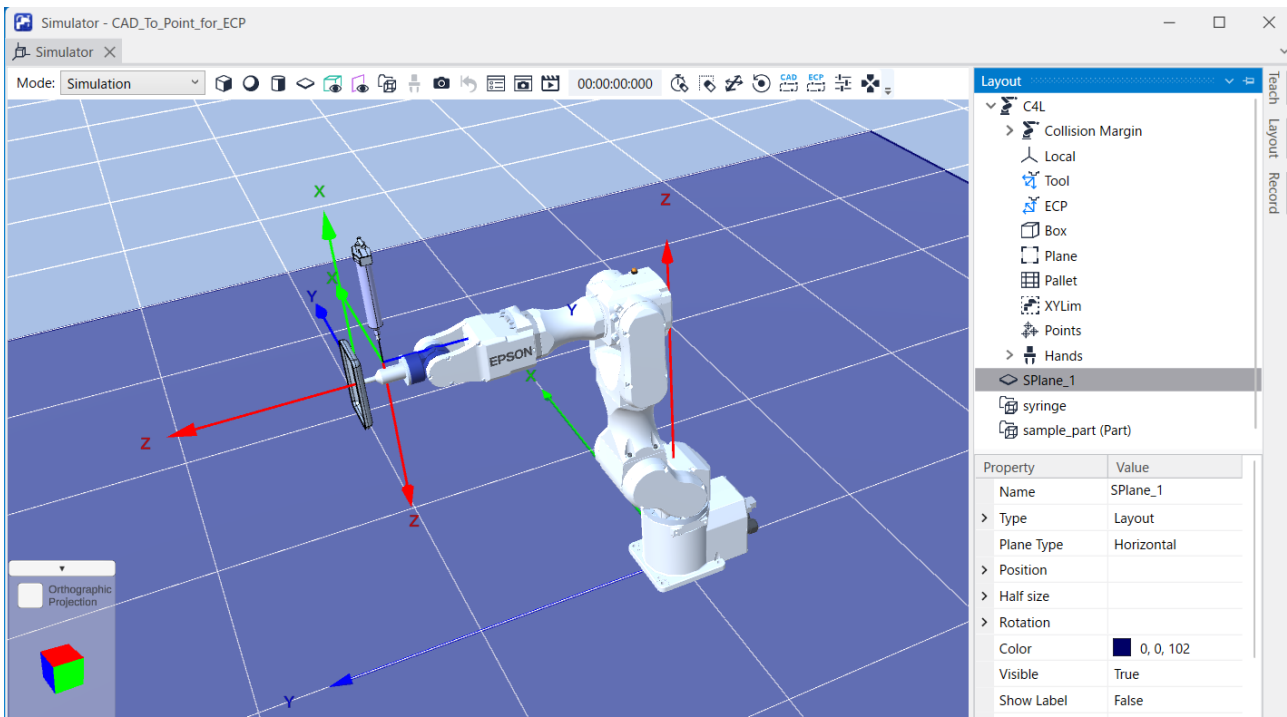 Simulator - CAD_To_Point_for_ECP
Simulator
Mode: Simulation
00:00:00:000
CAD
ECP
Layout
C4L
Collision Margin
Local
Tool
ECP
Box
Plane
Pallet
XYLim
Points
Hands
SPlane_1
syringe
sample_part (Part)
Teach
Layout
Record
Property Value
Name SPlane_1
Type Layout
Plane Type Horizontal
Position
Half size
Rotation
Color 0, 0, 102
Visible True
Show Label False
X
Z
X
Y
Y
EPSON
X
Z
Z
Y
Orthographic
Projection